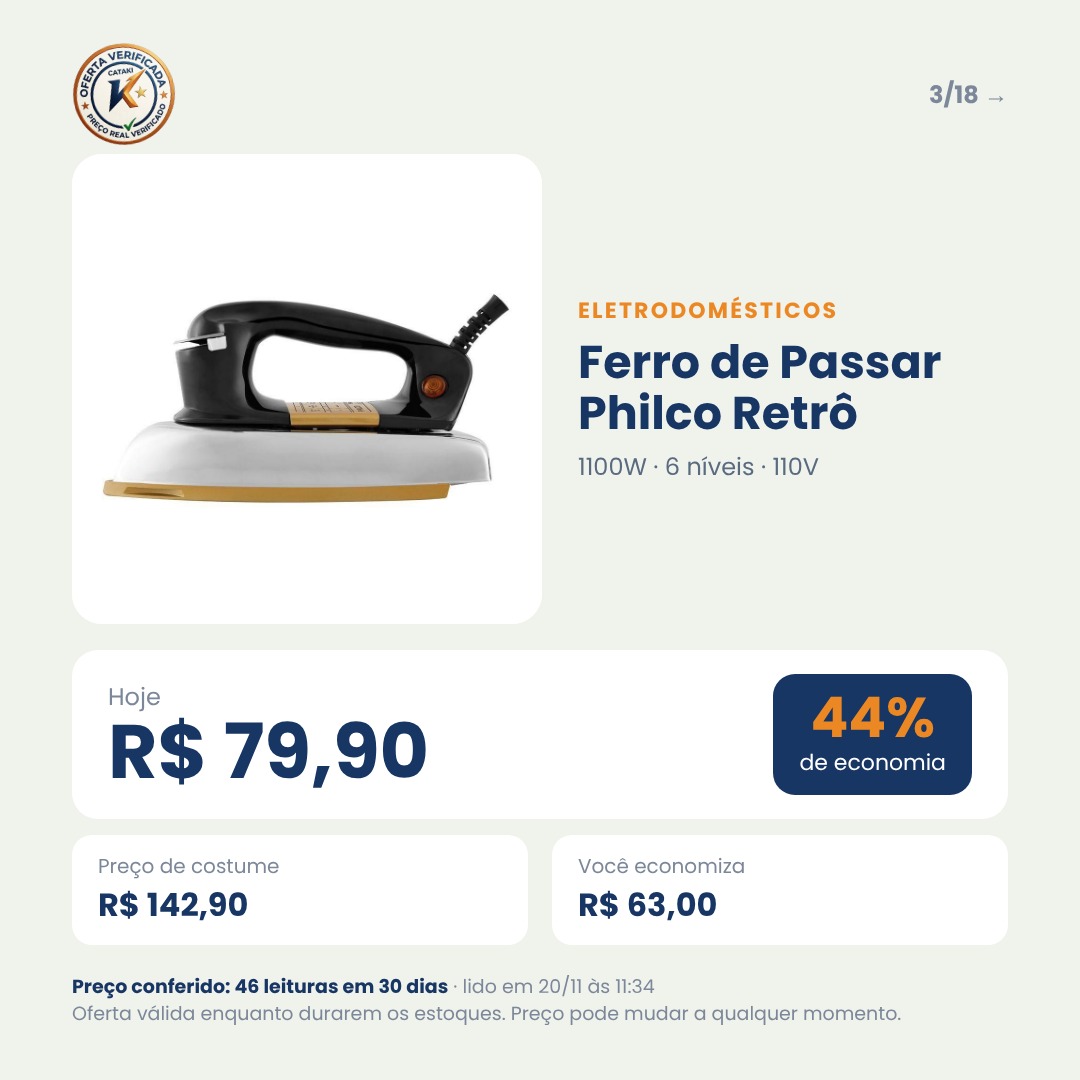 OFERTA VERIFICADA
CATAKI
K
PREÇO REAL VERIFICADO
3/18 →
ELETRODOMÉSTICOS
Ferro de Passar
Philco Retrô
1100W · 6 níveis · 110V
Hoje
R$ 79,90
44%
de economia
Preço de costume
R$ 142,90
Você economiza
R$ 63,00
Preço conferido: 46 leituras em 30 dias · lido em 20/11 às 11:34
Oferta válida enquanto durarem os estoques. Preço pode mudar a qualquer momento.